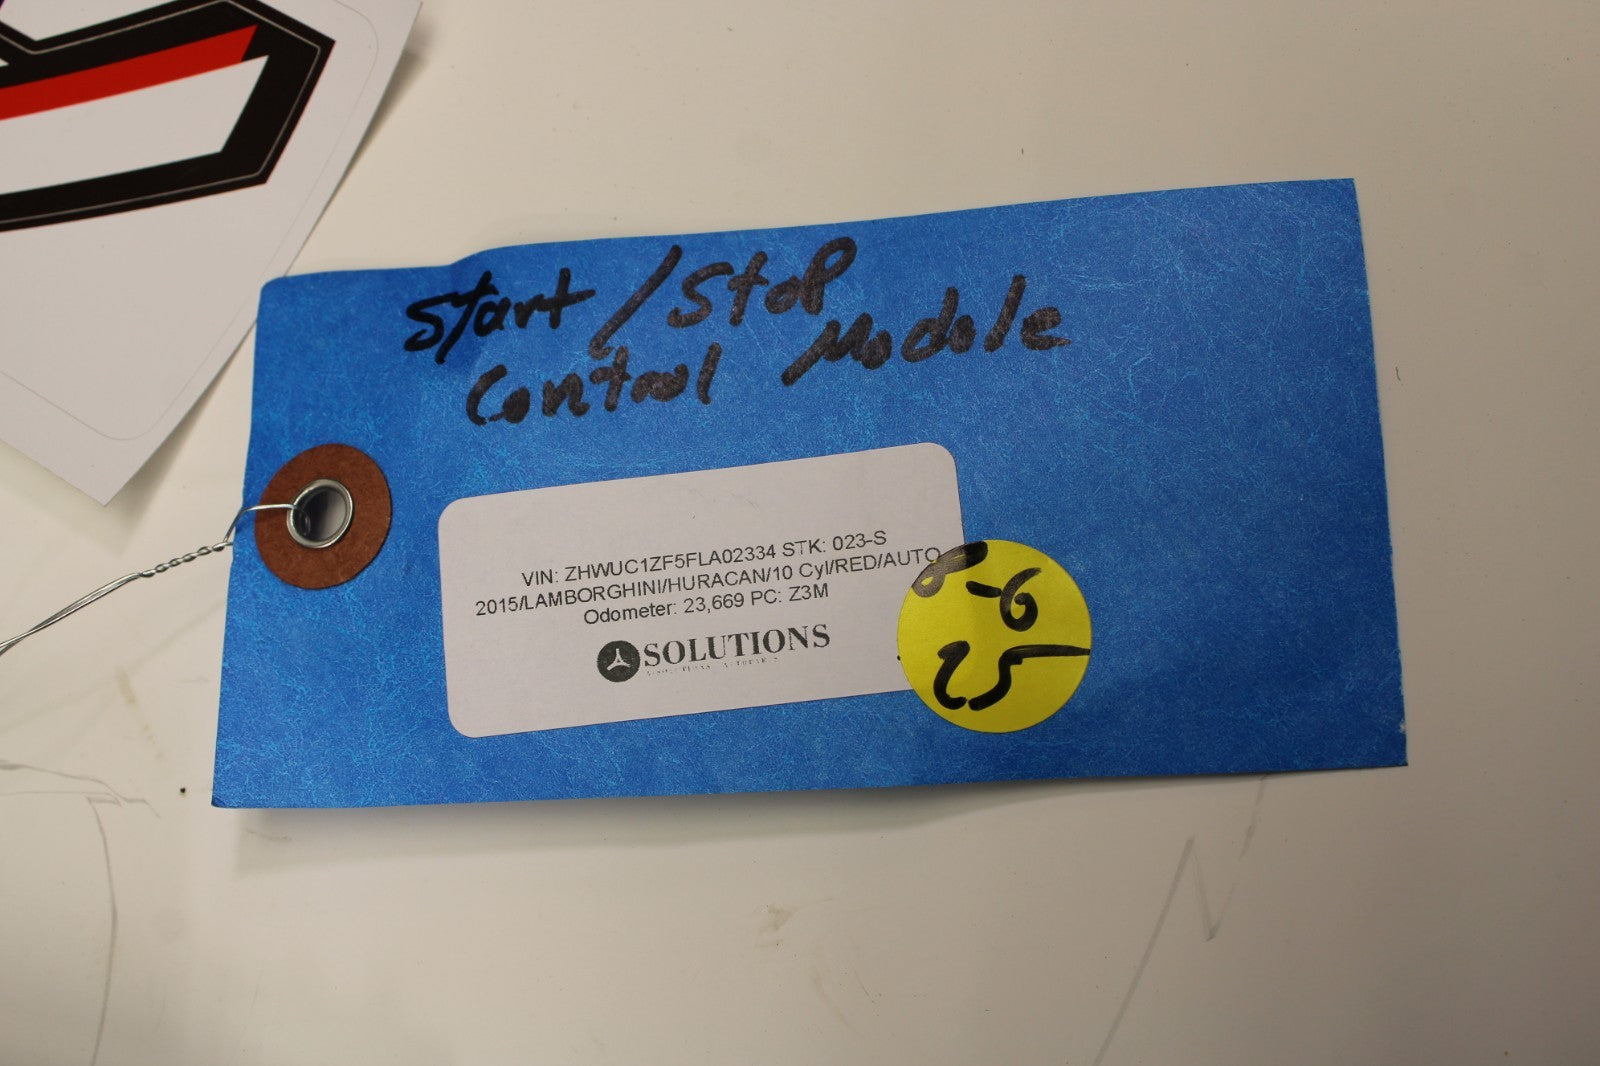 Start/Stop
Control Module
VIN: ZHWUC1ZF5FLA02334 STK: 023-S
2015/LAMBORGHINI/HURACAN/10 Cyl/RED/AUTO
Odometer: 23,669 PC: Z3M
SOLUTIONS
8-6
25